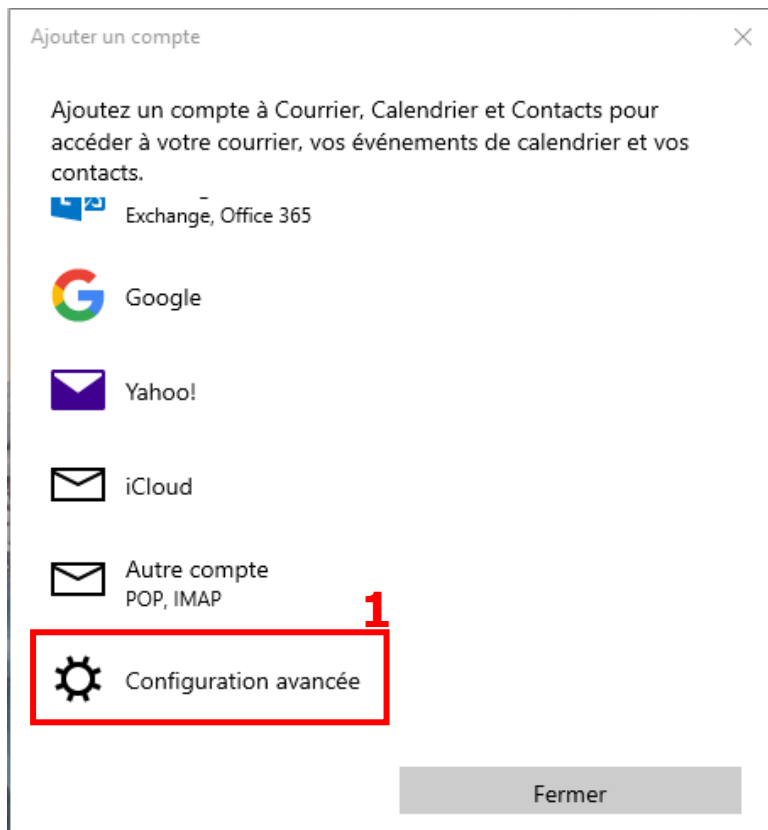 Ajouter un compte
Ajoutez un compte à Courrier, Calendrier et Contacts pour
accéder à votre courrier, vos événements de calendrier et vos
contacts.
Exchange, Office 365
Google
Yahoo!
iCloud
Autre compte
POP, IMAP
1
Configuration avancée
Fermer